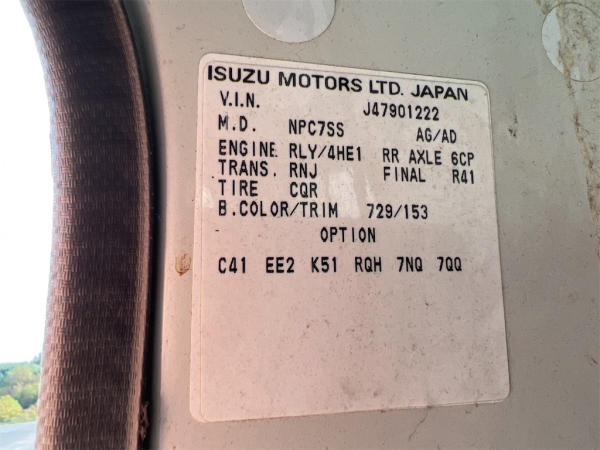 ISUZU MOTORS LTD. JAPAN
V.I.N. J47901222
M.D. NPC7SS AG/AD
ENGINE RLY/4HE1 RR AXLE 6CP
TRANS. RNJ FINAL R41
TIRE CQR
B.COLOR/TRIM 729/153
OPTION
C41 EE2 K51 RQH 7NQ 7QQ